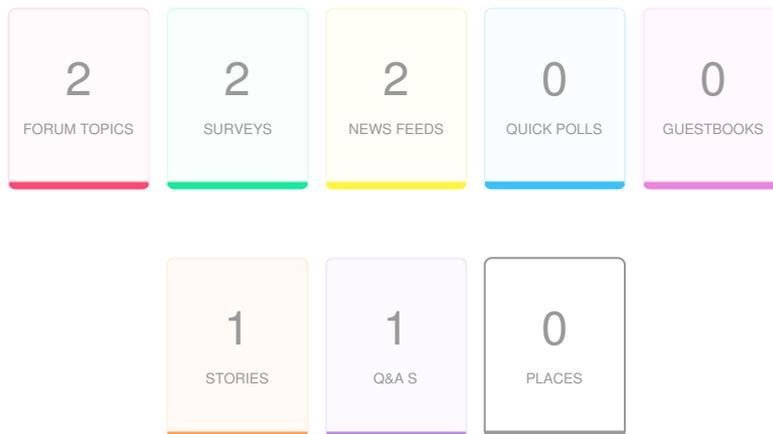 2
FORUM TOPICS
2
SURVEYS
2
NEWS FEEDS
0
QUICK POLLS
0
GUESTBOOKS
1
STORIES
1
Q&A S
0
PLACES